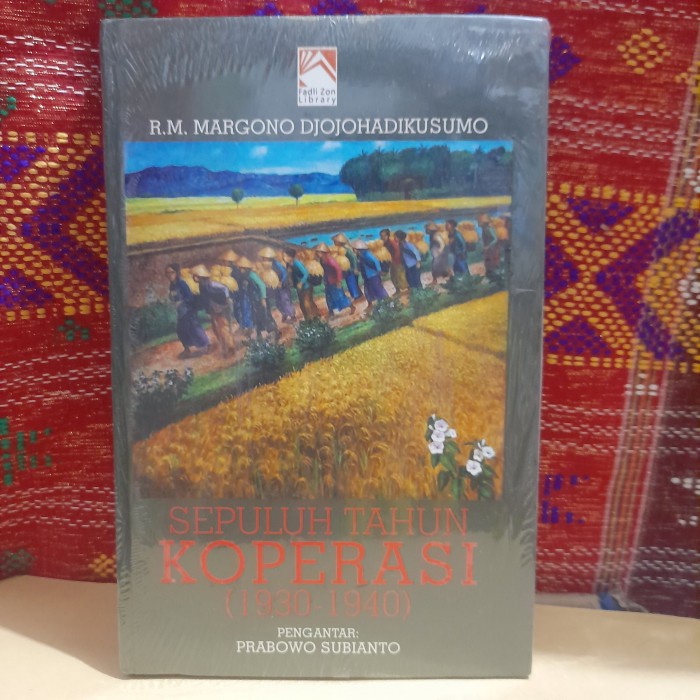 Fadli Zon
Library
R.M. MARGONO DJOJOHADIKUSUMO
SEPULUH TAHUN
KOPERASI
(1930-1940)
PENGANTAR:
PRABOWO SUBIANTO